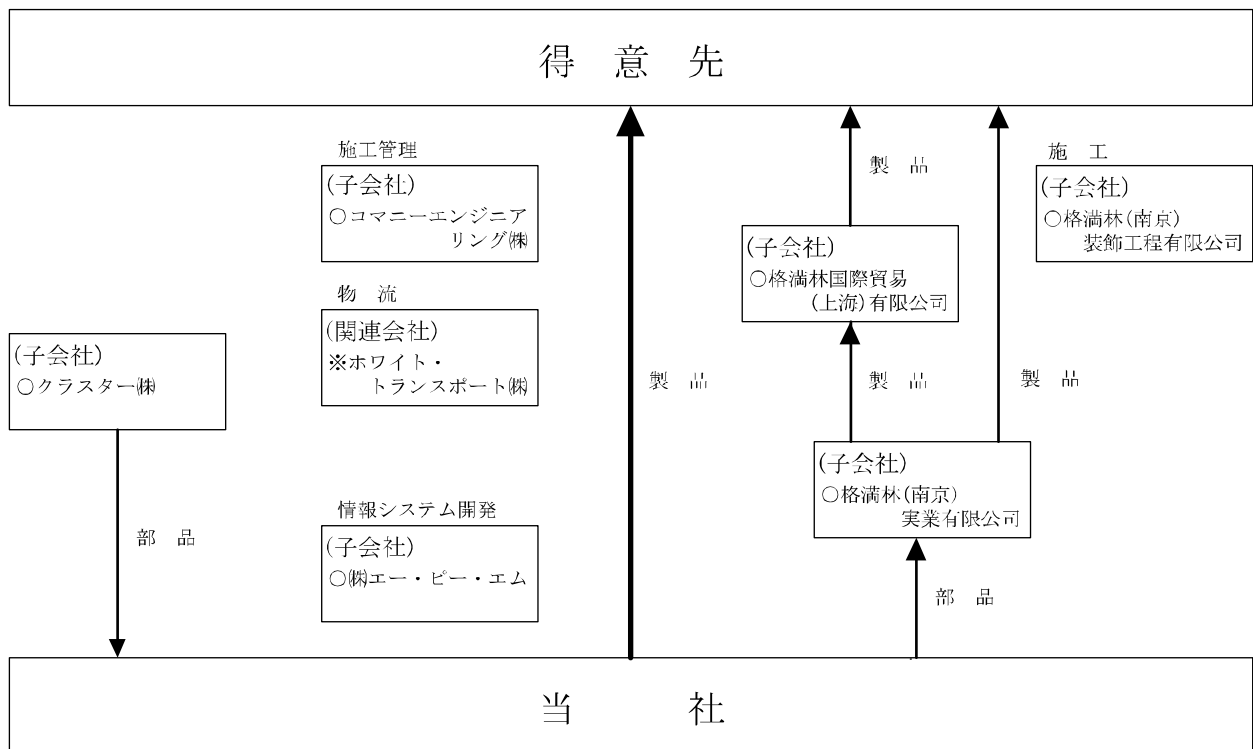 得　意　先
施工管理
(子会社)
○コマニーエンジニア
リング㈱
製　品
施　工
(子会社)
○格満林(南京)
装飾工程有限公司
(子会社)
○格満林国際貿易
(上海)有限公司
物　流
(関連会社)
※ホワイト・
トランスポート㈱
(子会社)
○クラスター㈱
製　品
製　品
製　品
(子会社)
○格満林(南京)
実業有限公司
情報システム開発
(子会社)
○㈱エー・ピー・エム
部　品
部　品
当　　社